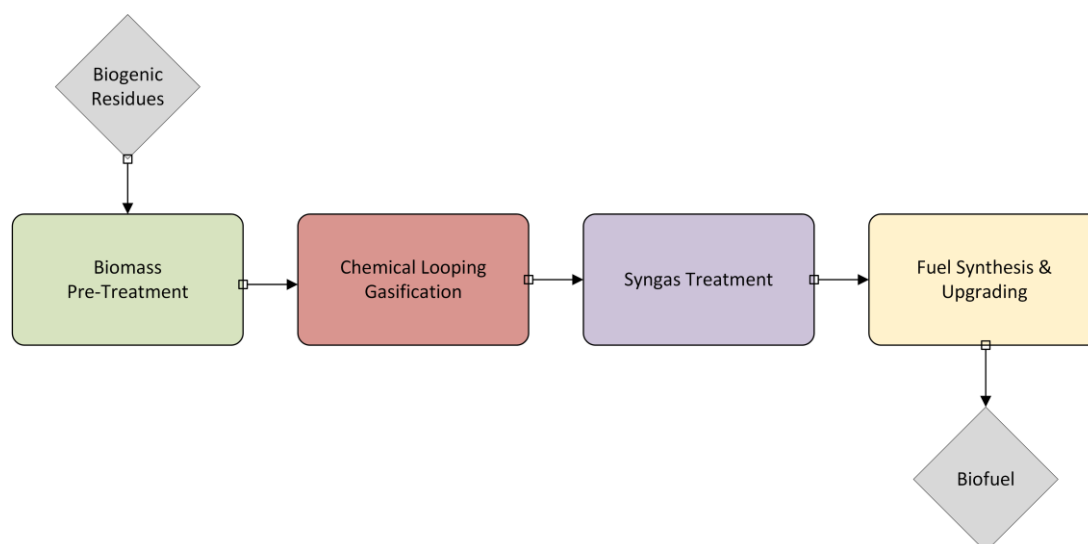 Biogenic
Residues
Biomass
Pre-Treatment
Chemical Looping
Gasification
Syngas Treatment
Fuel Synthesis &
Upgrading
Biofuel